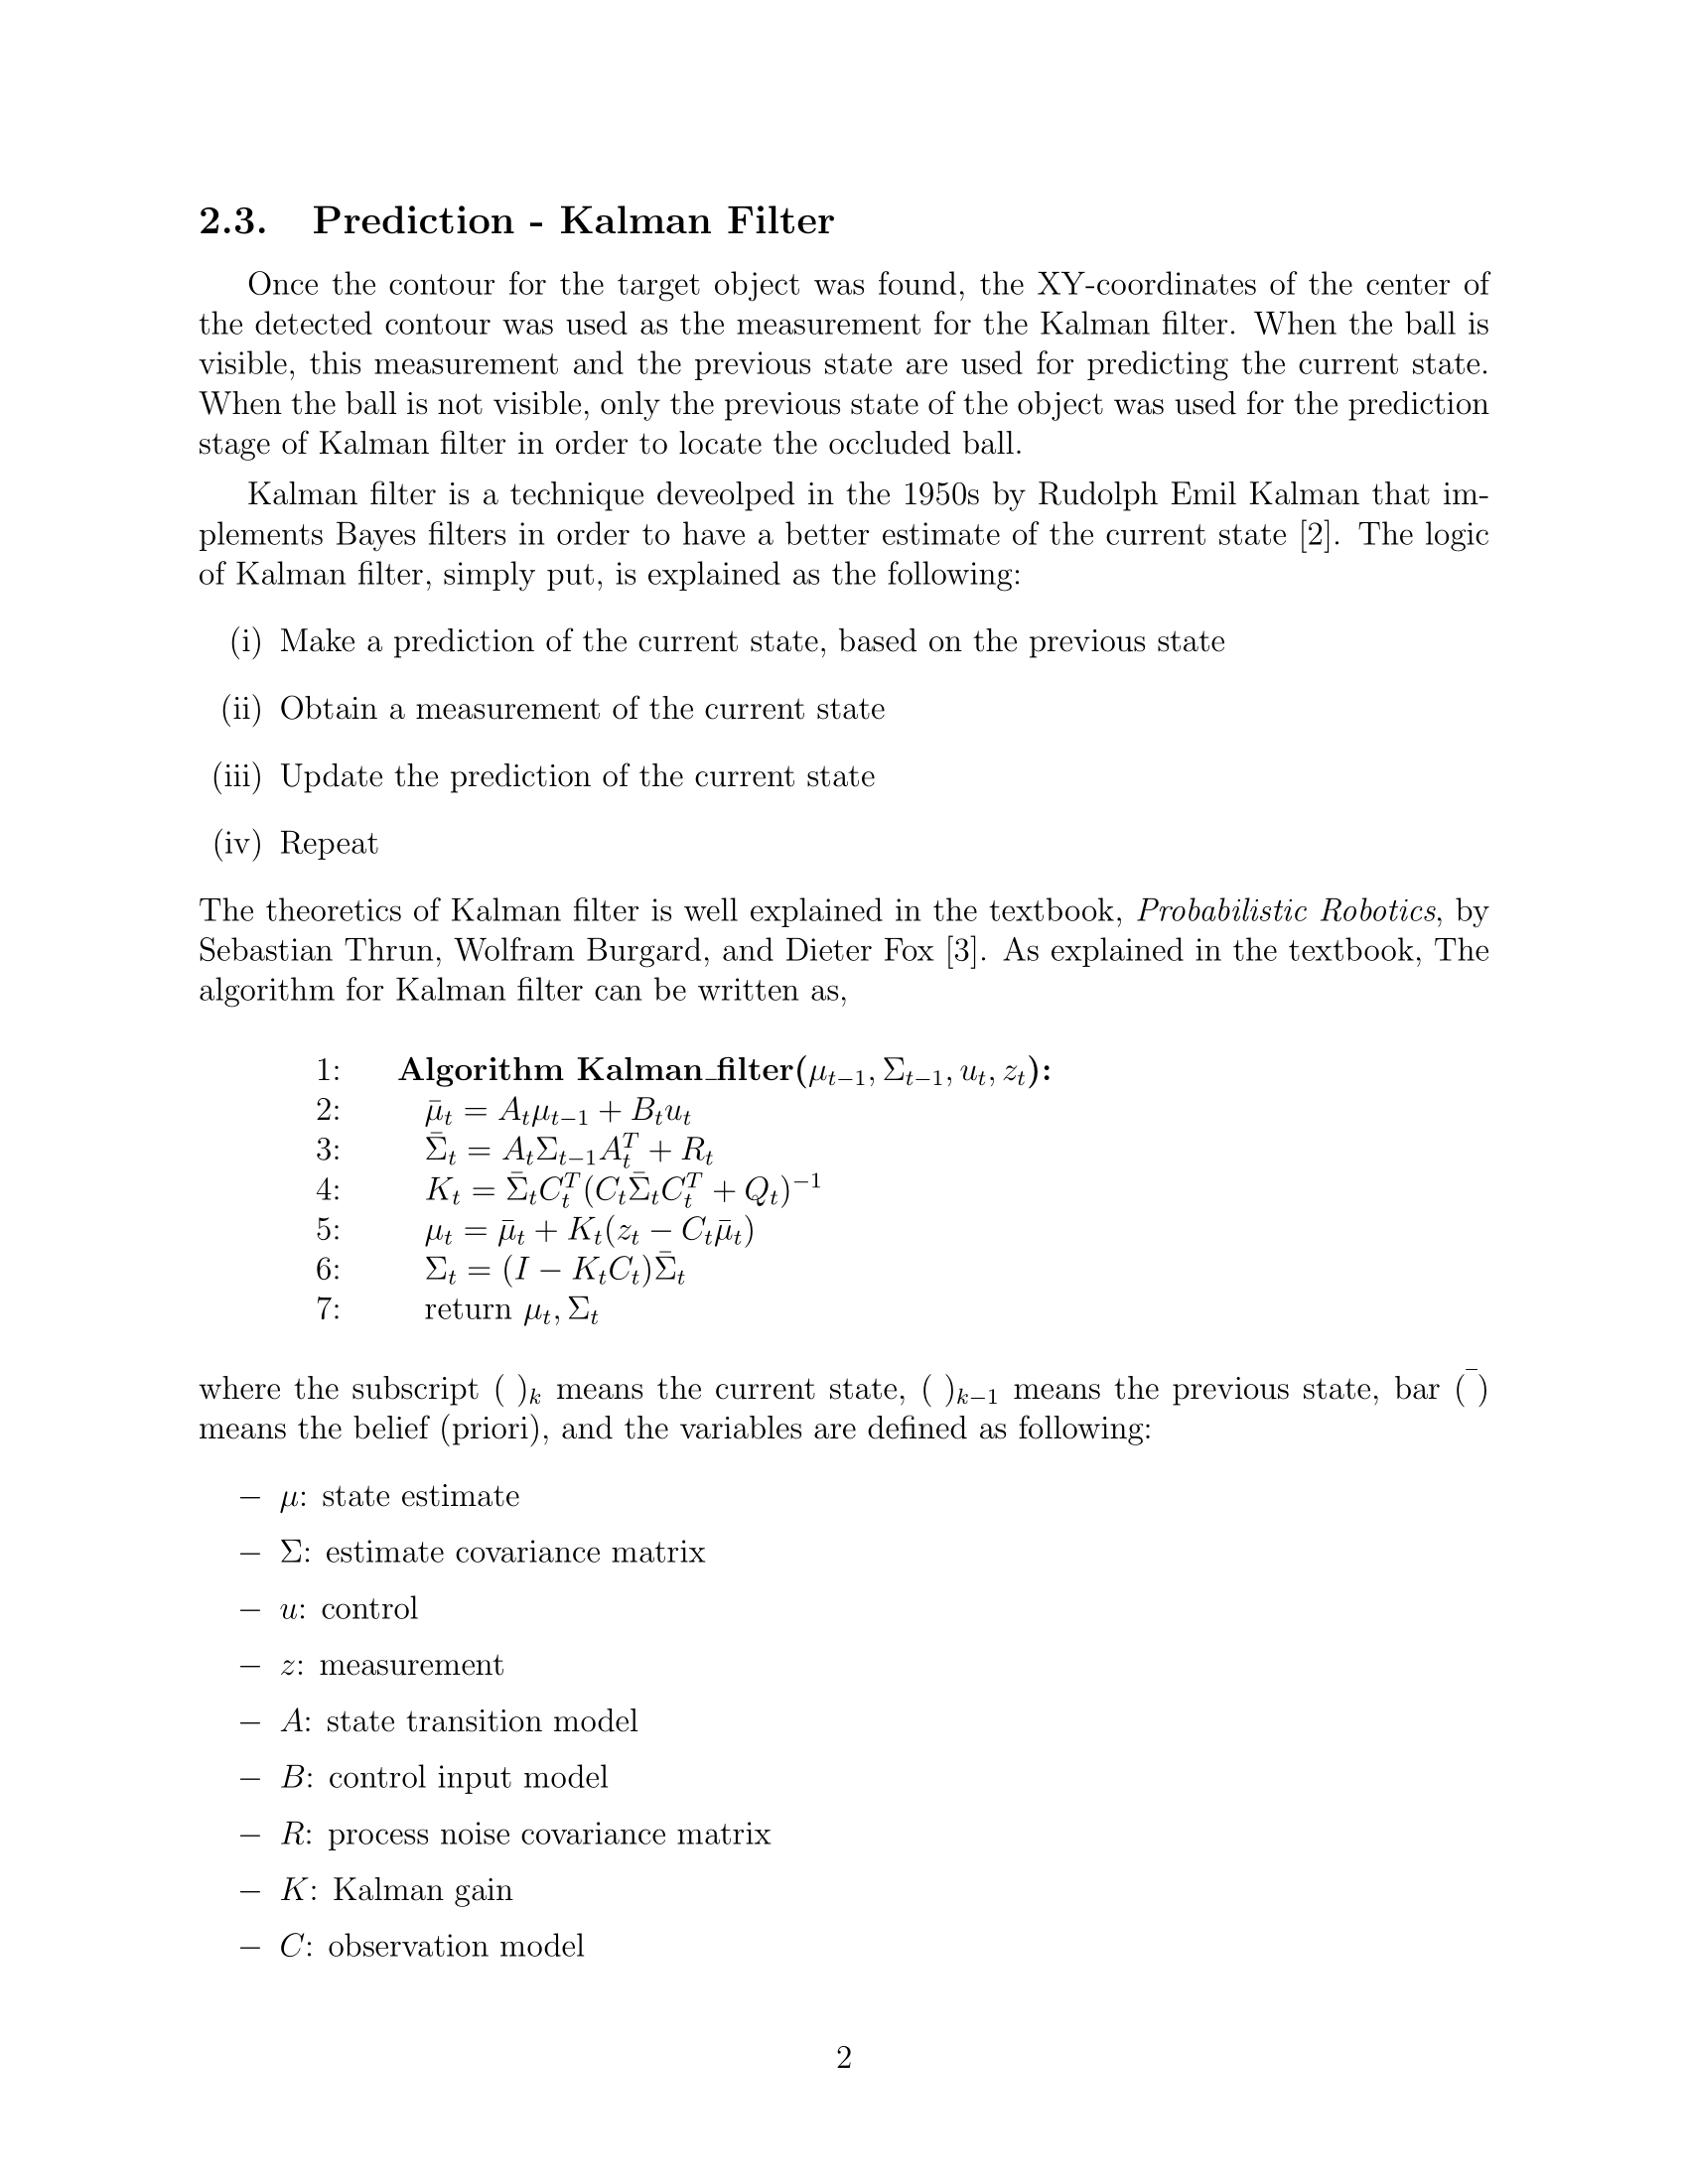 2.3. Prediction - Kalman Filter
Once the contour for the target object was found, the XY-coordinates of the center of
the detected contour was used as the measurement for the Kalman filter. When the ball is
visible, this measurement and the previous state are used for predicting the current state.
When the ball is not visible, only the previous state of the object was used for the prediction
stage of Kalman filter in order to locate the occluded ball.
Kalman filter is a technique deveolped in the 1950s by Rudolph Emil Kalman that im-
plements Bayes filters in order to have a better estimate of the current state [2]. The logic
of Kalman filter, simply put, is explained as the following:
(i) Make a prediction of the current state, based on the previous state
(ii) Obtain a measurement of the current state
(iii) Update the prediction of the current state
(iv) Repeat
The theoretics of Kalman filter is well explained in the textbook, Probabilistic Robotics, by
Sebastian Thrun, Wolfram Burgard, and Dieter Fox [3]. As explained in the textbook, The
algorithm for Kalman filter can be written as,
1: Algorithm Kalman_filter($\mu_{t-1}, \Sigma_{t-1}, u_t, z_t$):
2: $\bar{\mu}_t = A_t \mu_{t-1} + B_t u_t$
3: $\bar{\Sigma}_t = A_t \Sigma_{t-1} A_t^T + R_t$
4: $K_t = \bar{\Sigma}_t C_t^T (C_t \bar{\Sigma}_t C_t^T + Q_t)^{-1}$
5: $\mu_t = \bar{\mu}_t + K_t (z_t - C_t \bar{\mu}_t)$
6: $\Sigma_t = (I - K_t C_t) \bar{\Sigma}_t$
7: return $\mu_t, \Sigma_t$
where the subscript $( \ )_k$ means the current state, $( \ )_{k-1}$ means the previous state, bar $(\bar{\ })$
means the belief (priori), and the variables are defined as following:
– $\mu$: state estimate
– $\Sigma$: estimate covariance matrix
– $u$: control
– $z$: measurement
– $A$: state transition model
– $B$: control input model
– $R$: process noise covariance matrix
– $K$: Kalman gain
– $C$: observation model
2